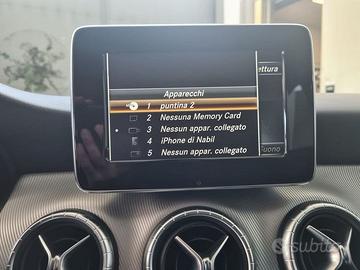 Apparecchi
ettura
1 puntina 2
2 Nessuna Memory Card
3 Nessun appar. collegato
4 iPhone di Nabil
5 Nessun appar. collegato
uono
subito